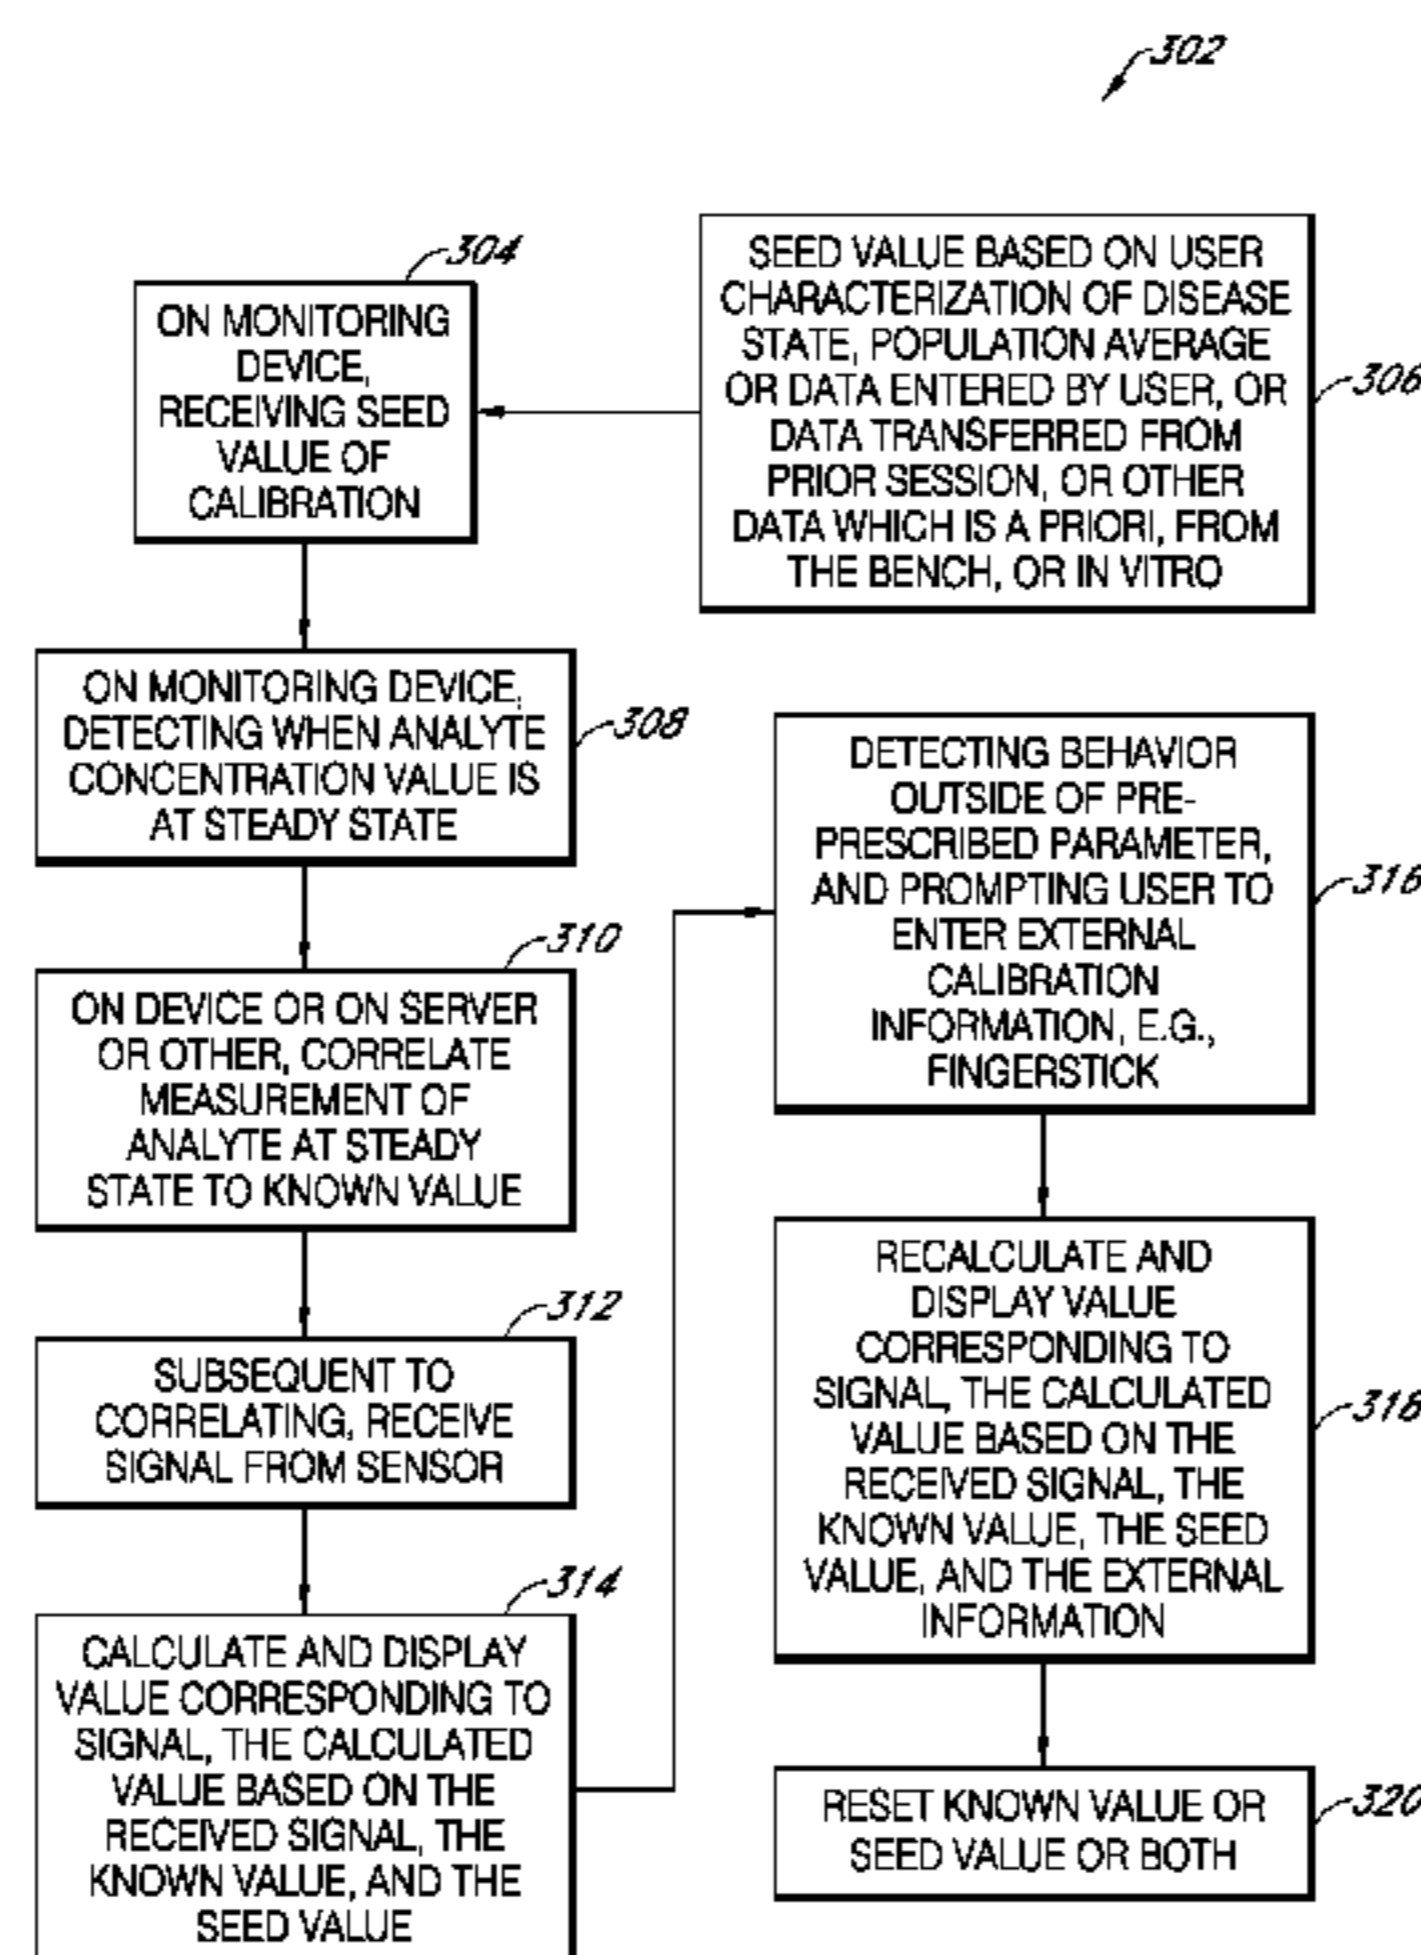 302
304
ON MONITORING
DEVICE,
RECEIVING SEED
VALUE OF
CALIBRATION
SEED VALUE BASED ON USER
CHARACTERIZATION OF DISEASE
STATE, POPULATION AVERAGE
OR DATA ENTERED BY USER, OR
DATA TRANSFERRED FROM
PRIOR SESSION, OR OTHER
DATA WHICH IS A PRIORI, FROM
THE BENCH, OR IN VITRO
306
ON MONITORING DEVICE,
DETECTING WHEN ANALYTE
CONCENTRATION VALUE IS
AT STEADY STATE
308
310
ON DEVICE OR ON SERVER
OR OTHER, CORRELATE
MEASUREMENT OF
ANALYTE AT STEADY
STATE TO KNOWN VALUE
312
SUBSEQUENT TO
CORRELATING, RECEIVE
SIGNAL FROM SENSOR
314
CALCULATE AND DISPLAY
VALUE CORRESPONDING TO
SIGNAL, THE CALCULATED
VALUE BASED ON THE
RECEIVED SIGNAL, THE
KNOWN VALUE, AND THE
SEED VALUE
DETECTING BEHAVIOR
OUTSIDE OF PRE-
PRESCRIBED PARAMETER,
AND PROMPTING USER TO
ENTER EXTERNAL
CALIBRATION
INFORMATION, E.G.,
FINGERSTICK
316
RECALCULATE AND
DISPLAY VALUE
CORRESPONDING TO
SIGNAL, THE CALCULATED
VALUE BASED ON THE
RECEIVED SIGNAL, THE
KNOWN VALUE, THE SEED
VALUE, AND THE EXTERNAL
INFORMATION
318
RESET KNOWN VALUE OR
SEED VALUE OR BOTH
320